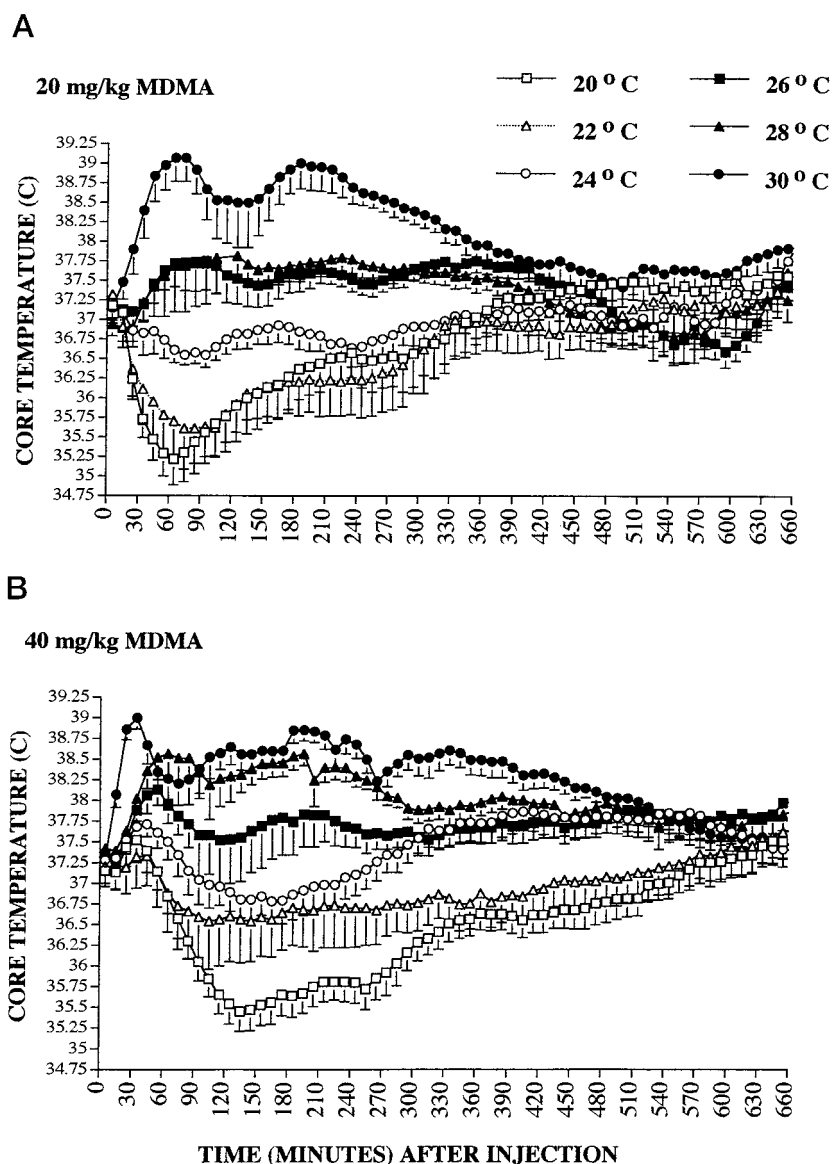 A
20 mg/kg MDMA
20 º C
26 º C
22 º C
28 º C
24 º C
30 º C
CORE TEMPERATURE (C)
39.25
39
38.75
38.5
38.25
38
37.75
37.5
37.25
37
36.75
36.5
36.25
36
35.75
35.5
35.25
35
34.75
0 30 60 90 120 150 180 210 240 270 300 330 360 390 420 450 480 510 540 570 600 630 660
B
40 mg/kg MDMA
CORE TEMPERATURE (C)
39.25
39
38.75
38.5
38.25
38
37.75
37.5
37.25
37
36.75
36.5
36.25
36
35.75
35.5
35.25
35
34.75
0 30 60 90 120 150 180 210 240 270 300 330 360 390 420 450 480 510 540 570 600 630 660
TIME (MINUTES) AFTER INJECTION